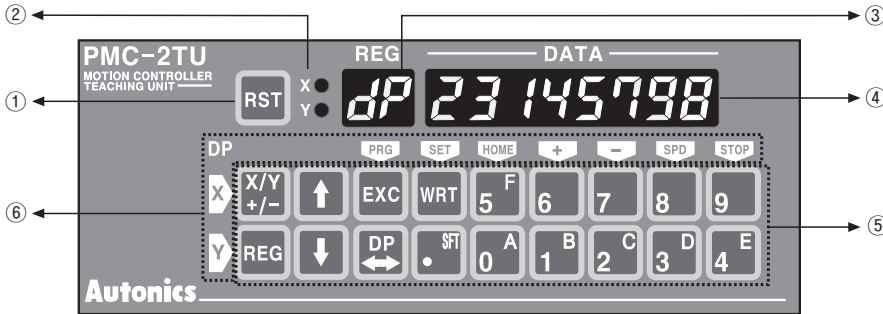 ② ③
PMC-2TU REG DATA
MOTION CONTROLLER
TEACHING UNIT
① RST X Y dP 23145798 ④
DP PRG SET HOME + - SPD STOP
X X/Y +/- ↑ EXC WRT 5 F 6 7 8 9
⑥ ⑤
Y REG ↓ DP ↔ • SFT 0 A 1 B 2 C 3 D 4 E
Autonics